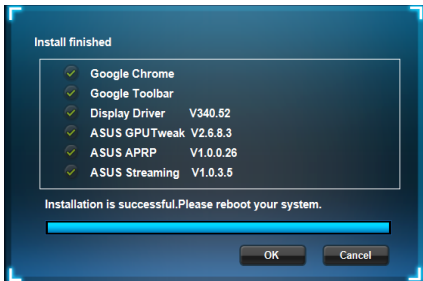 Install finished
Google Chrome
Google Toolbar
Display Driver V340.52
ASUS GPUTweak V2.6.8.3
ASUS APRP V1.0.0.26
ASUS Streaming V1.0.3.5
Installation is successful.Please reboot your system.
OK Cancel